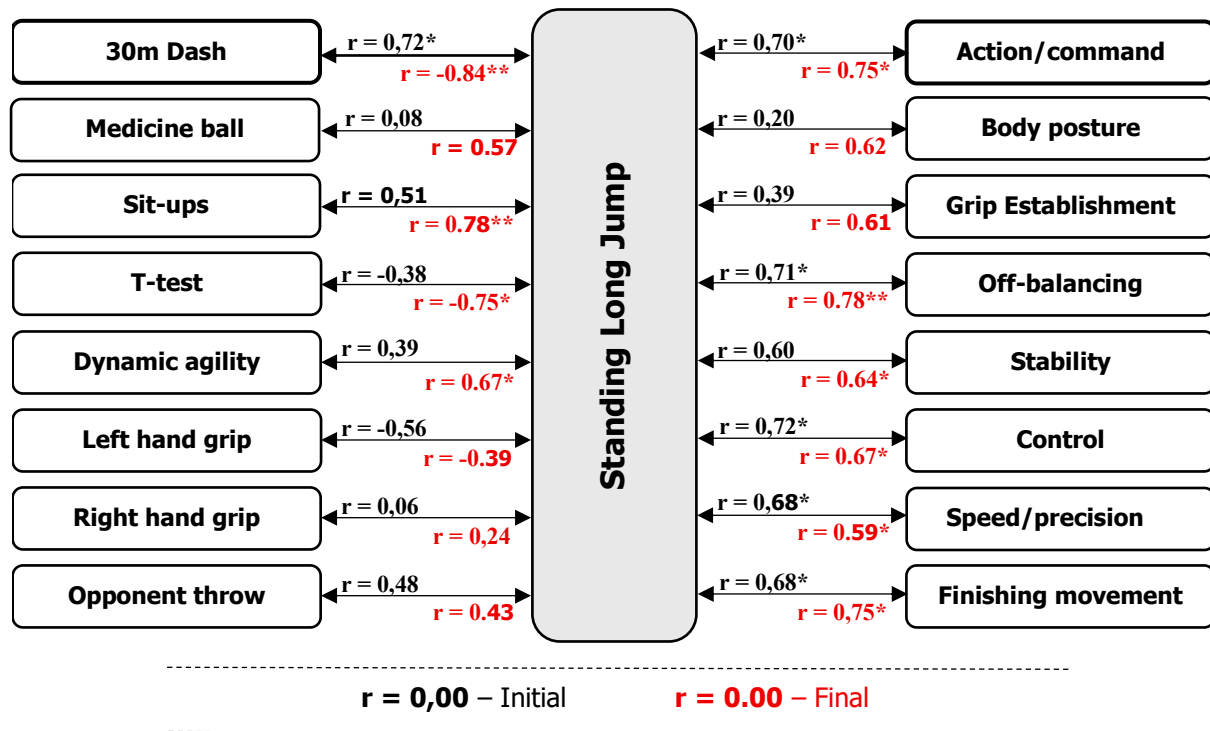 30m Dash
r = 0,72*
r = -0.84**
r = 0,70*
r = 0.75*
Action/command
Medicine ball
r = 0,08
r = 0.57
r = 0,20
r = 0.62
Body posture
Sit-ups
r = 0,51
r = 0.78**
r = 0,39
r = 0.61
Grip Establishment
T-test
r = -0,38
r = -0.75*
r = 0,71*
r = 0.78**
Off-balancing
Dynamic agility
r = 0,39
r = 0.67*
r = 0,60
r = 0.64*
Stability
Left hand grip
r = -0,56
r = -0.39
r = 0,72*
r = 0.67*
Control
Right hand grip
r = 0,06
r = 0,24
r = 0,68*
r = 0.59*
Speed/precision
Opponent throw
r = 0,48
r = 0.43
r = 0,68*
r = 0,75*
Finishing movement
Standing Long Jump
r = 0,00 – Initial
r = 0.00 – Final